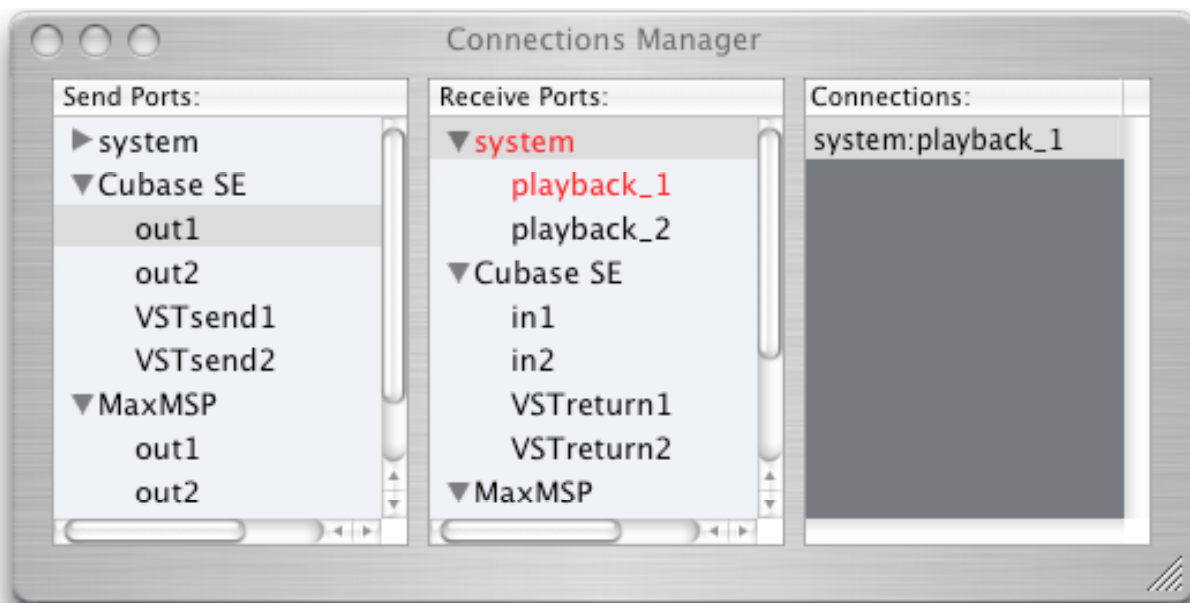 Connections Manager
Send Ports:
system
Cubase SE
out1
out2
VSTsend1
VSTsend2
MaxMSP
out1
out2
Receive Ports:
system
playback_1
playback_2
Cubase SE
in1
in2
VSTreturn1
VSTreturn2
MaxMSP
Connections:
system:playback_1